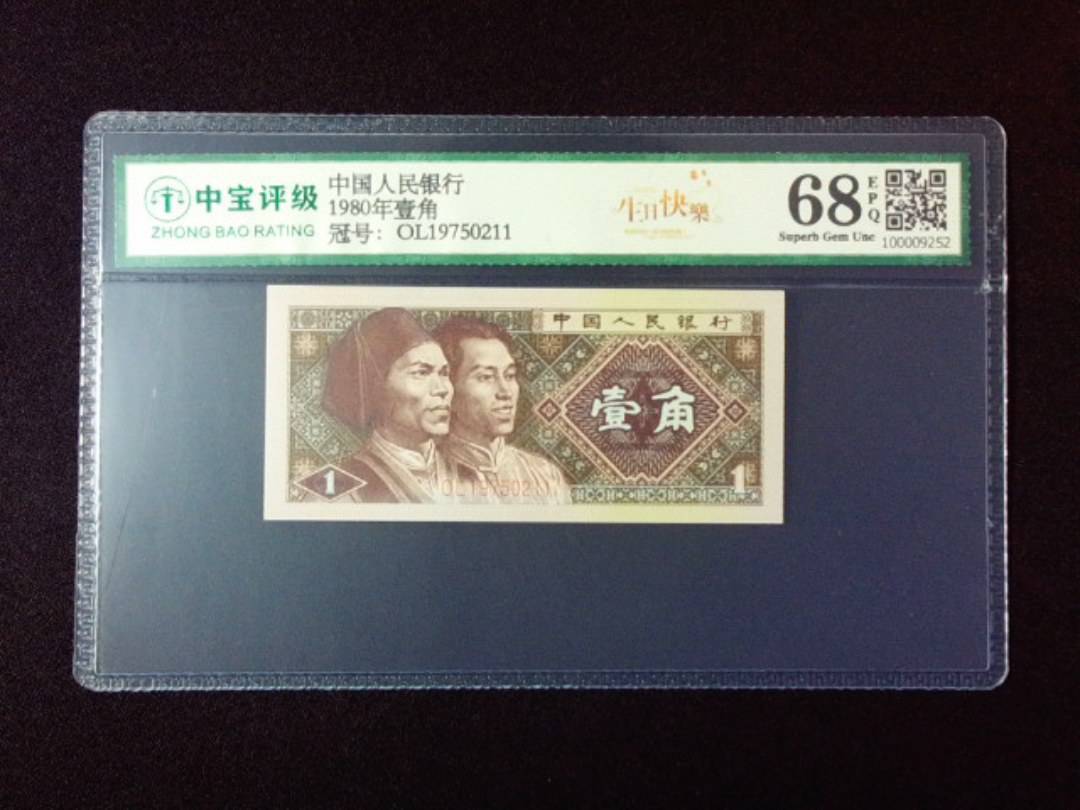 中宝评级
ZHONG BAO RATING
中国人民银行
1980年壹角
冠号：OL19750211
生日快樂
68
EPQ
Superb Gem Unc
100009252
中国人民银行
壹角
1
OL19750211
1